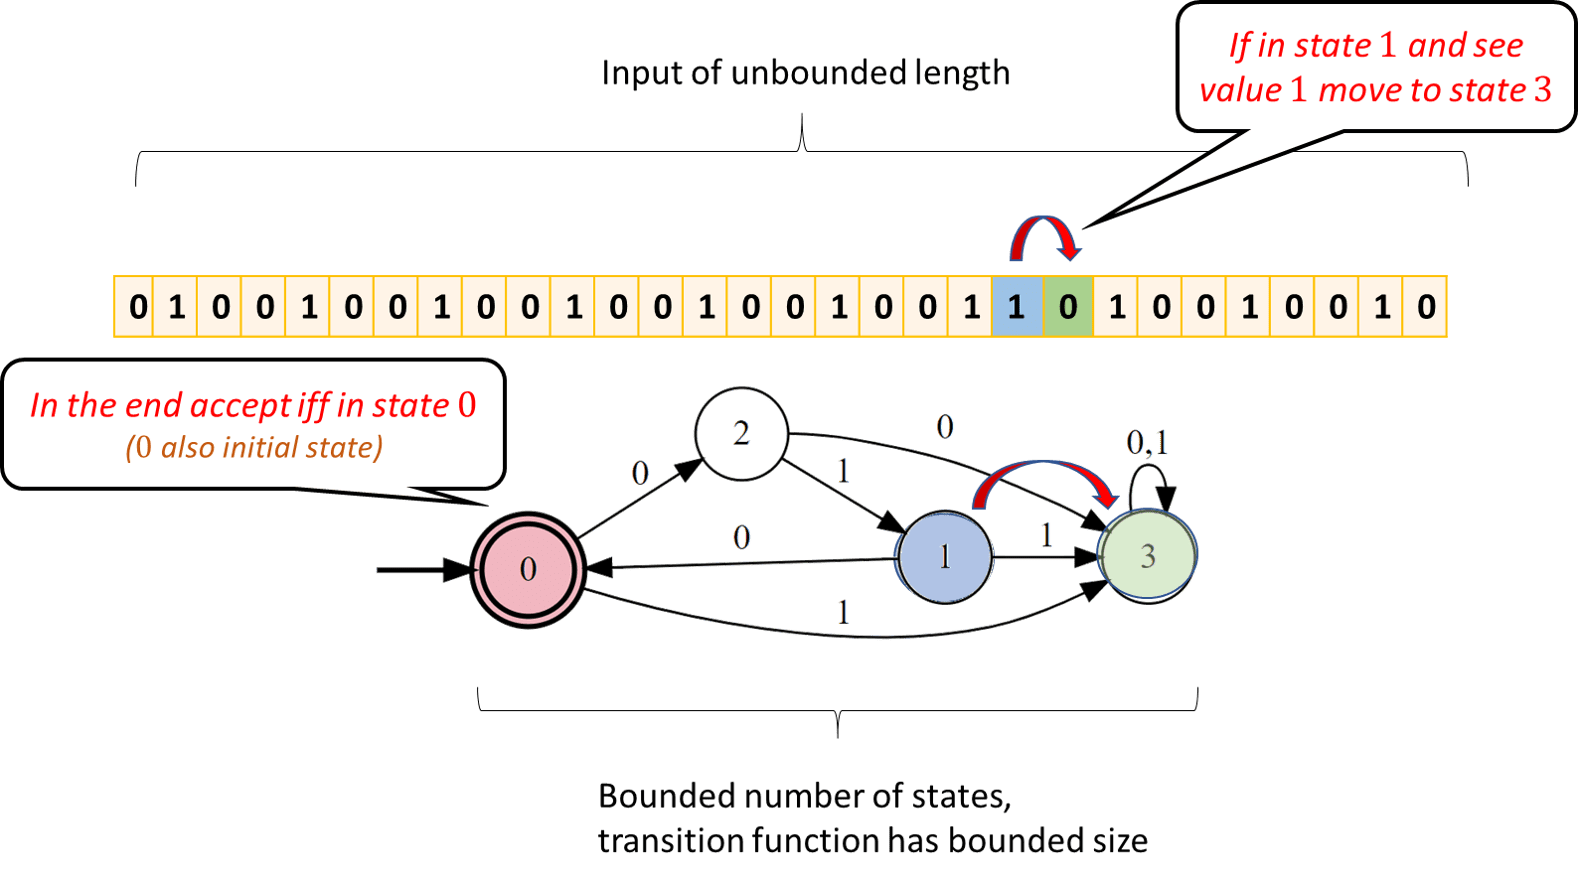 Input of unbounded length
If in state 1 and see
value 1 move to state 3
0 1 0 0 1 0 0 1 0 0 1 0 0 1 0 0 1 0 0 1 1 0 1 0 0 1 0 0 1 0
In the end accept iff in state 0
(0 also initial state)
2
0
0,1
0
1
0
1
0
1
3
1
Bounded number of states,
transition function has bounded size